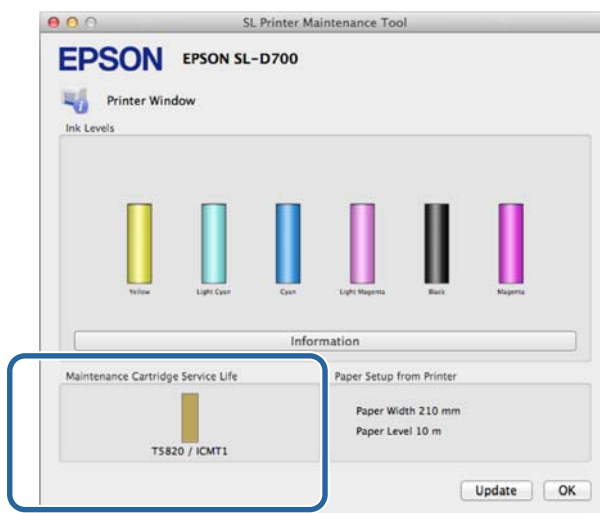 SL Printer Maintenance Tool
EPSON EPSON SL-D700
Printer Window
Ink Levels
Yellow Light Cyan Cyan Light Magenta Black Magenta
Information
Maintenance Cartridge Service Life
T5820 / ICMT1
Paper Setup from Printer
Paper Width 210 mm
Paper Level 10 m
Update OK